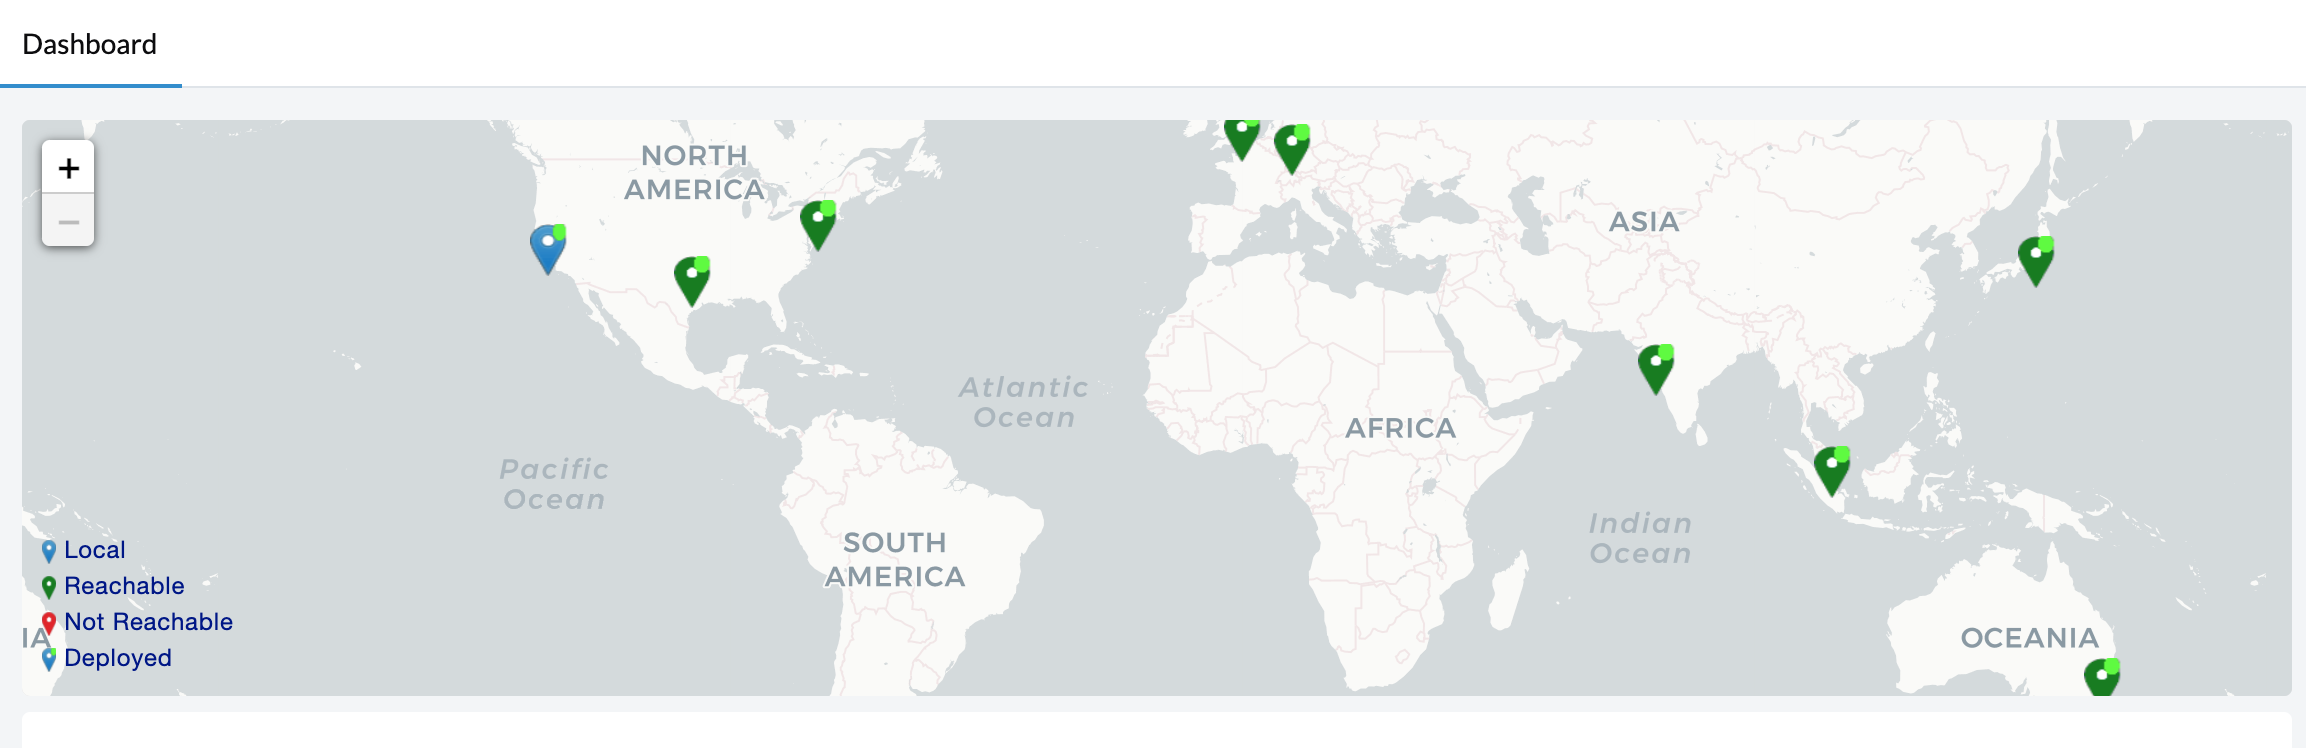 Dashboard
+
−
NORTH
AMERICA
ASIA
Atlantic
Ocean
AFRICA
Pacific
Ocean
Indian
Ocean
SOUTH
AMERICA
OCEANIA
IA
Local
Reachable
Not Reachable
Deployed